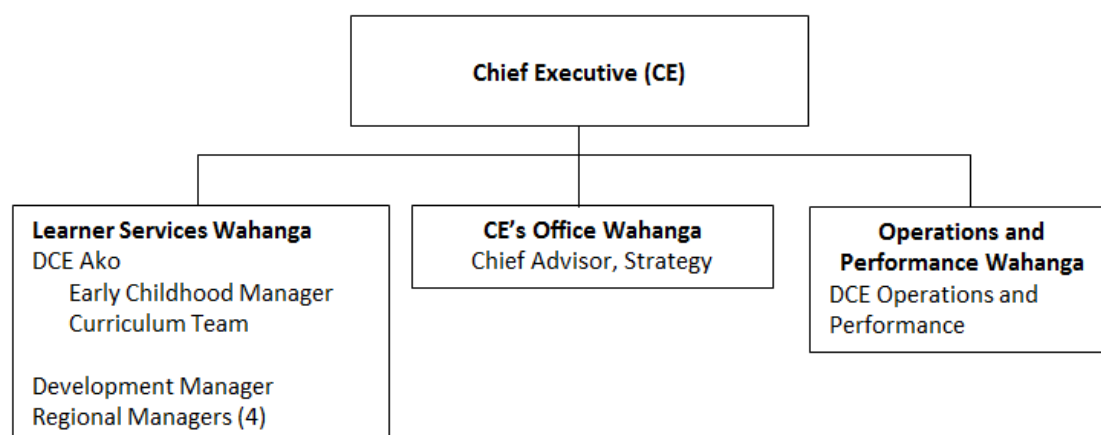 Chief Executive (CE)
Learner Services Wahanga
DCE Ako
Early Childhood Manager
Curriculum Team
Development Manager
Regional Managers (4)
CE's Office Wahanga
Chief Advisor, Strategy
Operations and
Performance Wahanga
DCE Operations and
Performance